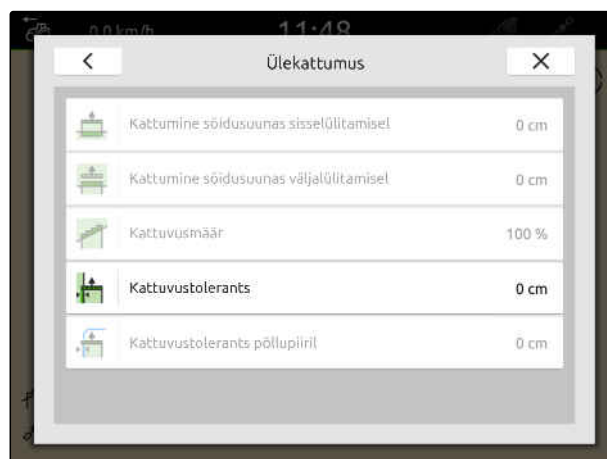 0.0 km/h 11:48
Ülekattumus
Kattumine sõidusuunas sisselülitamisel 0 cm
Kattumine sõidusuunas väljalülitamisel 0 cm
Kattuvusmäär 100 %
Kattuvustolerants 0 cm
Kattuvustolerants põllupiiril 0 cm